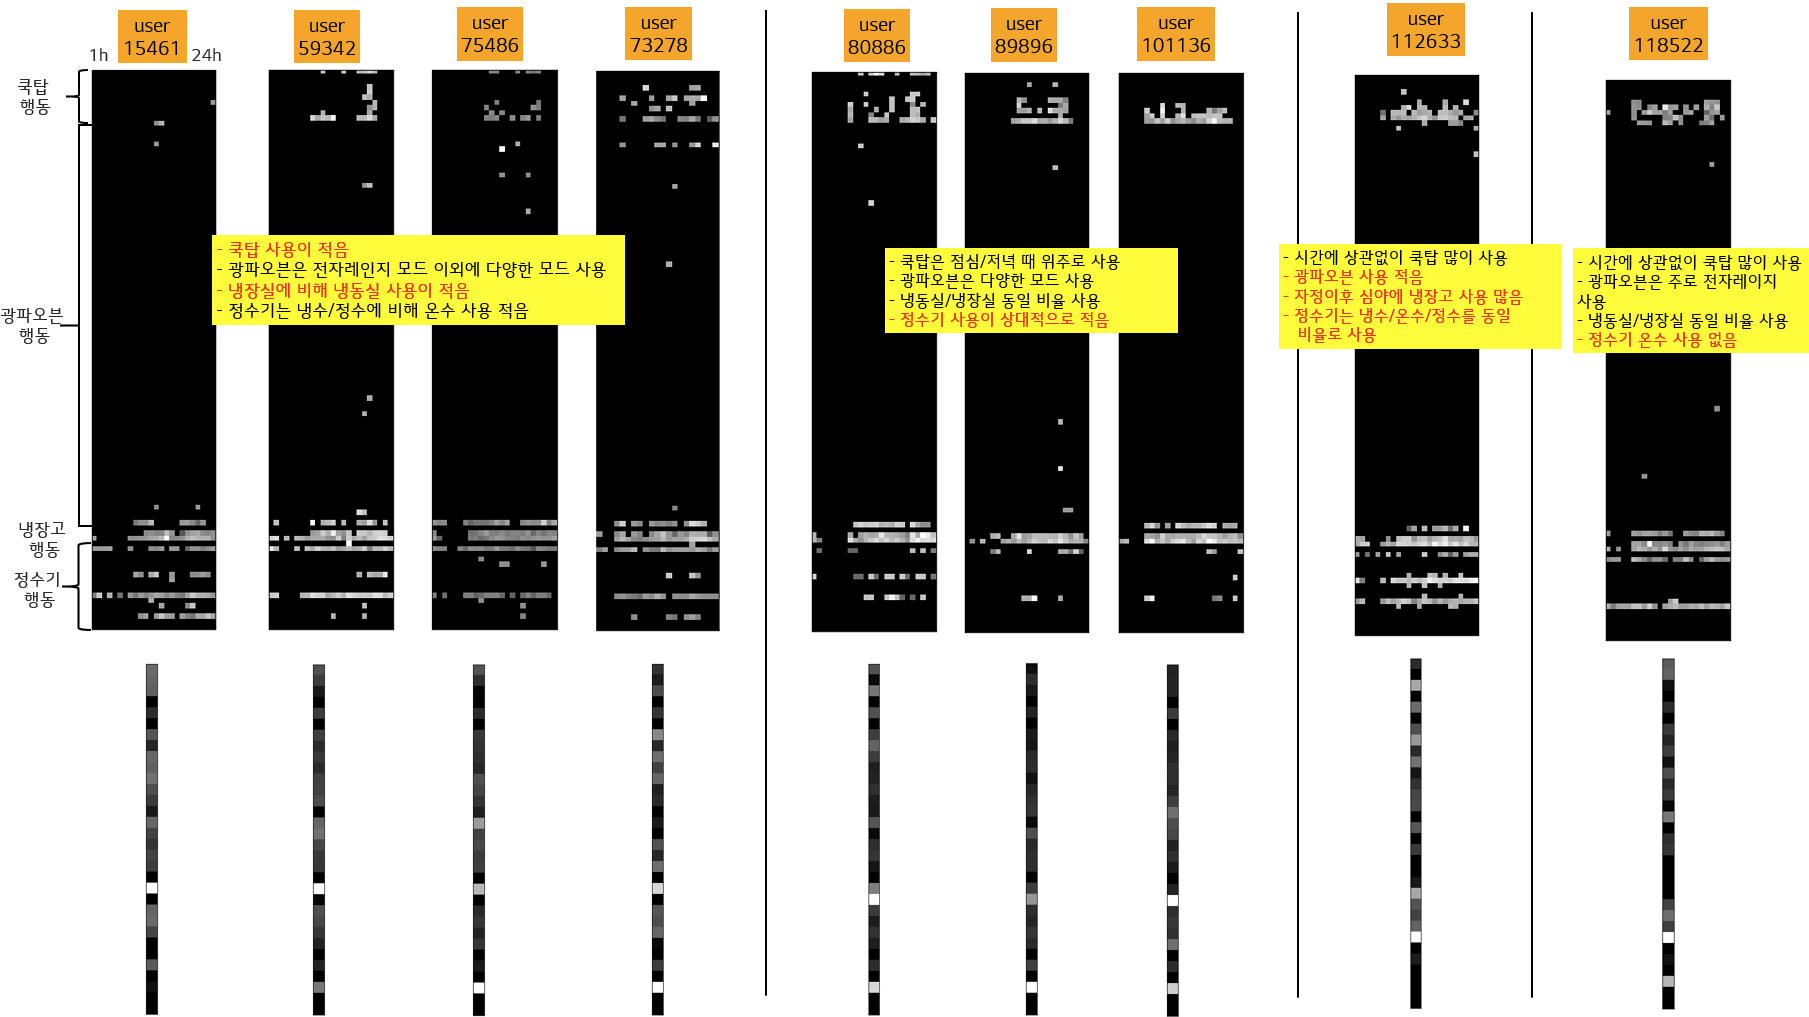 user
15461
user
59342
user
75486
user
73278
user
80886
user
89896
user
101136
user
112633
user
118522
1h
24h
쿡탑
행동
광파오븐
행동
냉장고
행동
정수기
행동
- 쿡탑 사용이 적음
- 광파오븐은 전자레인지 모드 이외에 다양한 모드 사용
- 냉장실에 비해 냉동실 사용이 적음
- 정수기는 냉수/정수에 비해 온수 사용 적음
- 쿡탑은 점심/저녁 때 위주로 사용
- 광파오븐은 다양한 모드 사용
- 냉동실/냉장실 동일 비율 사용
- 정수기 사용이 상대적으로 적음
- 시간에 상관없이 쿡탑 많이 사용
- 광파오븐 사용 적음
- 자정이후 심야에 냉장고 사용 많음
- 정수기는 냉수/온수/정수를 동일
비율로 사용
- 시간에 상관없이 쿡탑 많이 사용
- 광파오븐은 주로 전자레이지
사용
- 냉동실/냉장실 동일 비율 사용
- 정수기 온수 사용 없음